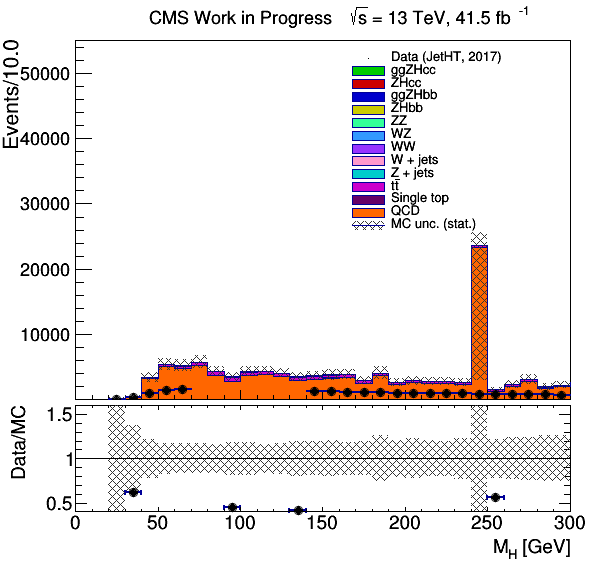 CMS Work in Progress √s = 13 TeV, 41.5 fb⁻¹
Events/10.0
50000
40000
30000
20000
10000
Data (JetHT, 2017)
ggZHcc
ZHcc
ggZHbb
ZHbb
ZZ
WZ
WW
W + jets
Z + jets
tt̄
Single top
QCD
MC unc. (stat.)
Data/MC
1.5
1
0.5
0 50 100 150 200 250 300
M_H [GeV]